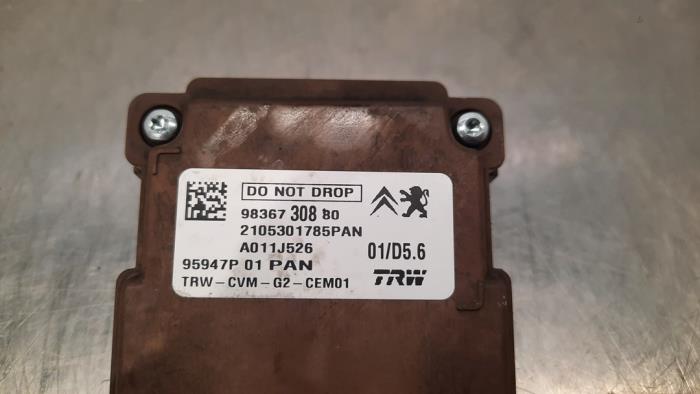 DO NOT DROP
98367 308 80
2105301785PAN
A011J526
01/D5.6
95947P 01 PAN
TRW-CVM-G2-CEM01
TRW